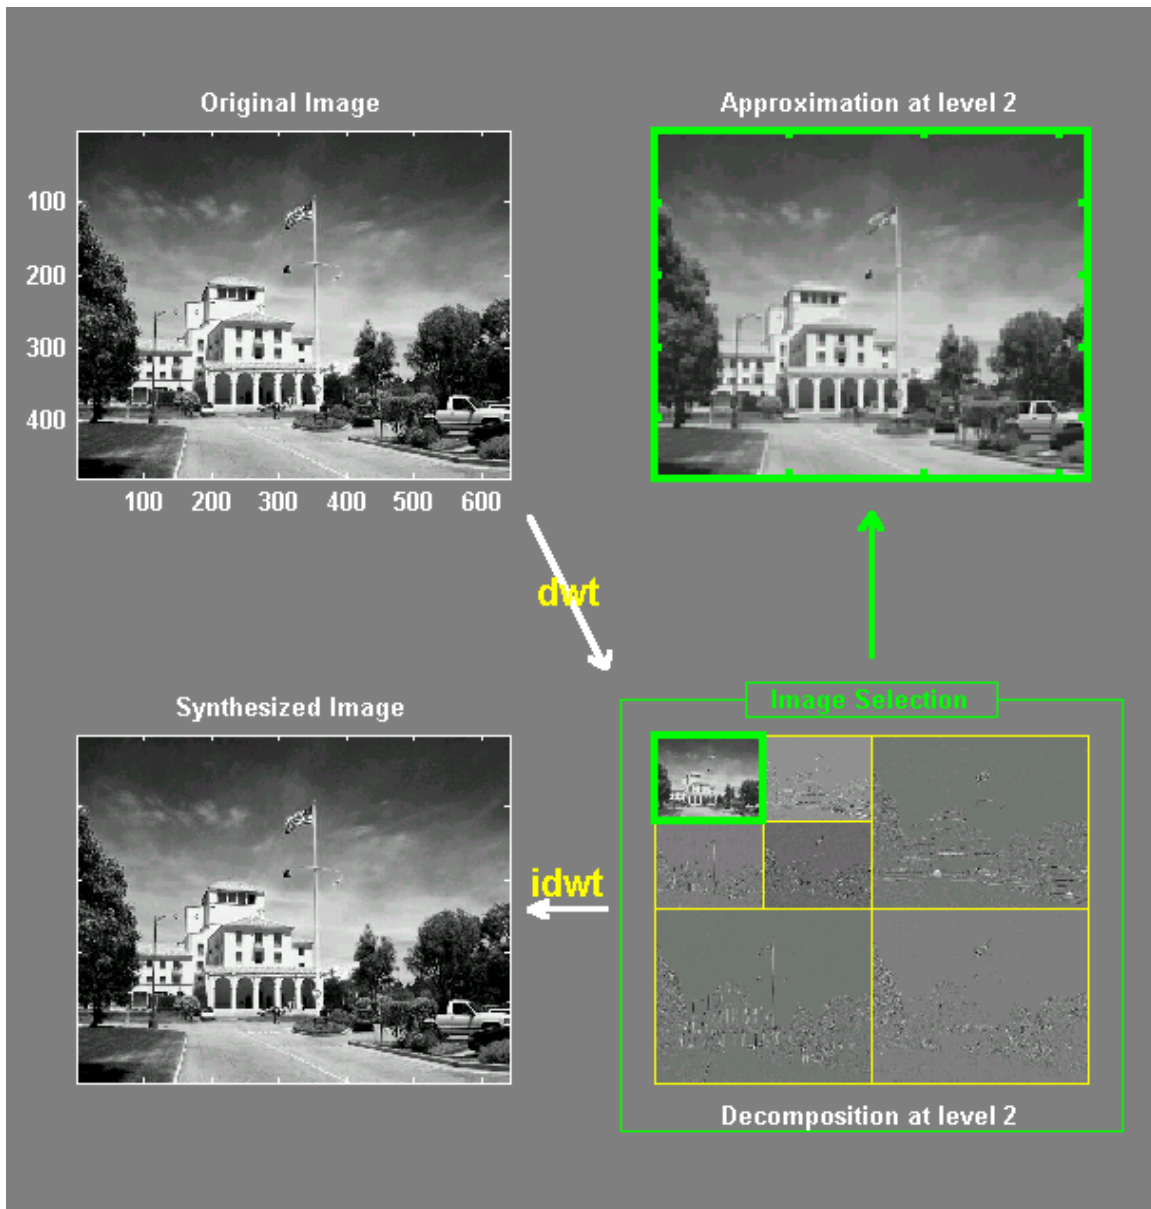 Original Image
Approximation at level 2
100
200
300
400
100 200 300 400 500 600
dwt
Synthesized Image
Image Selection
idwt
Decomposition at level 2